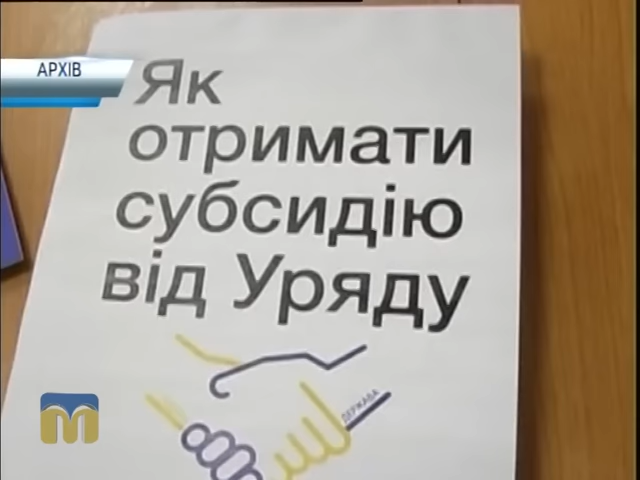 АРХІВ
Як
отримати
субсидію
від Уряду
ДЕРЖАВА